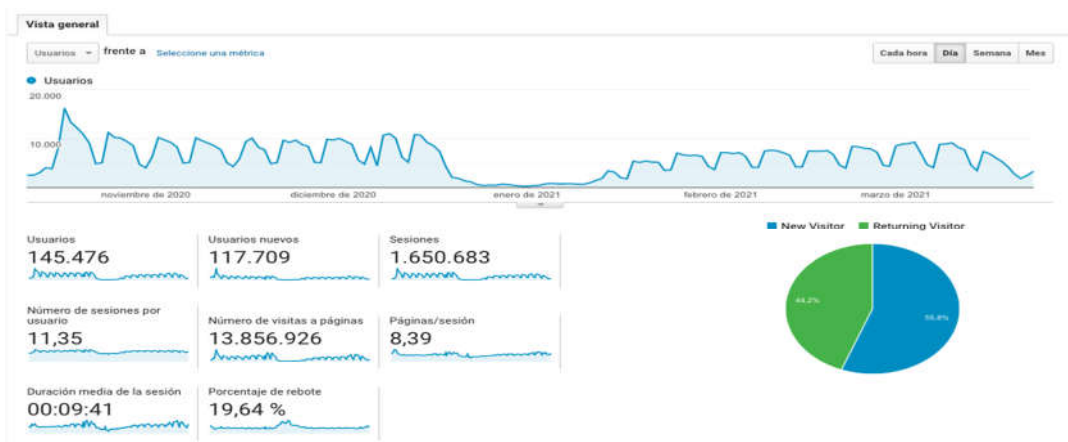 Vista general
Usuarios frente a Seleccione una métrica
Cada hora Día Semana Mes
Usuarios
20.000
10.000
noviembre de 2020 diciembre de 2020 enero de 2021 febrero de 2021 marzo de 2021
New Visitor Returning Visitor
Usuarios
145.476
Usuarios nuevos
117.709
Sesiones
1.650.683
44,2%
55,8%
Número de sesiones por
usuario
11,35
Número de visitas a páginas
13.856.926
Páginas/sesión
8,39
Duración media de la sesión
00:09:41
Porcentaje de rebote
19,64 %